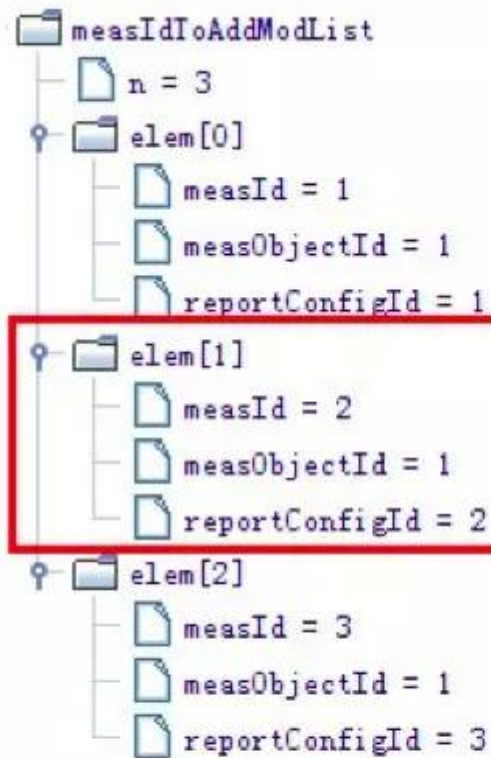 measIdToAddModList
n = 3
elem[0]
measId = 1
measObjectId = 1
reportConfigId = 1
elem[1]
measId = 2
measObjectId = 1
reportConfigId = 2
elem[2]
measId = 3
measObjectId = 1
reportConfigId = 3